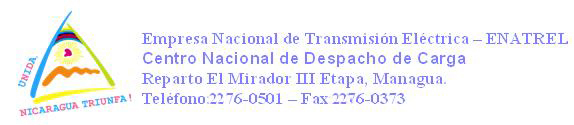 UNIDA,
NICARAGUA TRIUNFA!
Empresa Nacional de Transmisión Eléctrica – ENATREL
Centro Nacional de Despacho de Carga
Reparto El Mirador III Etapa, Managua.
Teléfono:2276-0501 – Fax 2276-0373